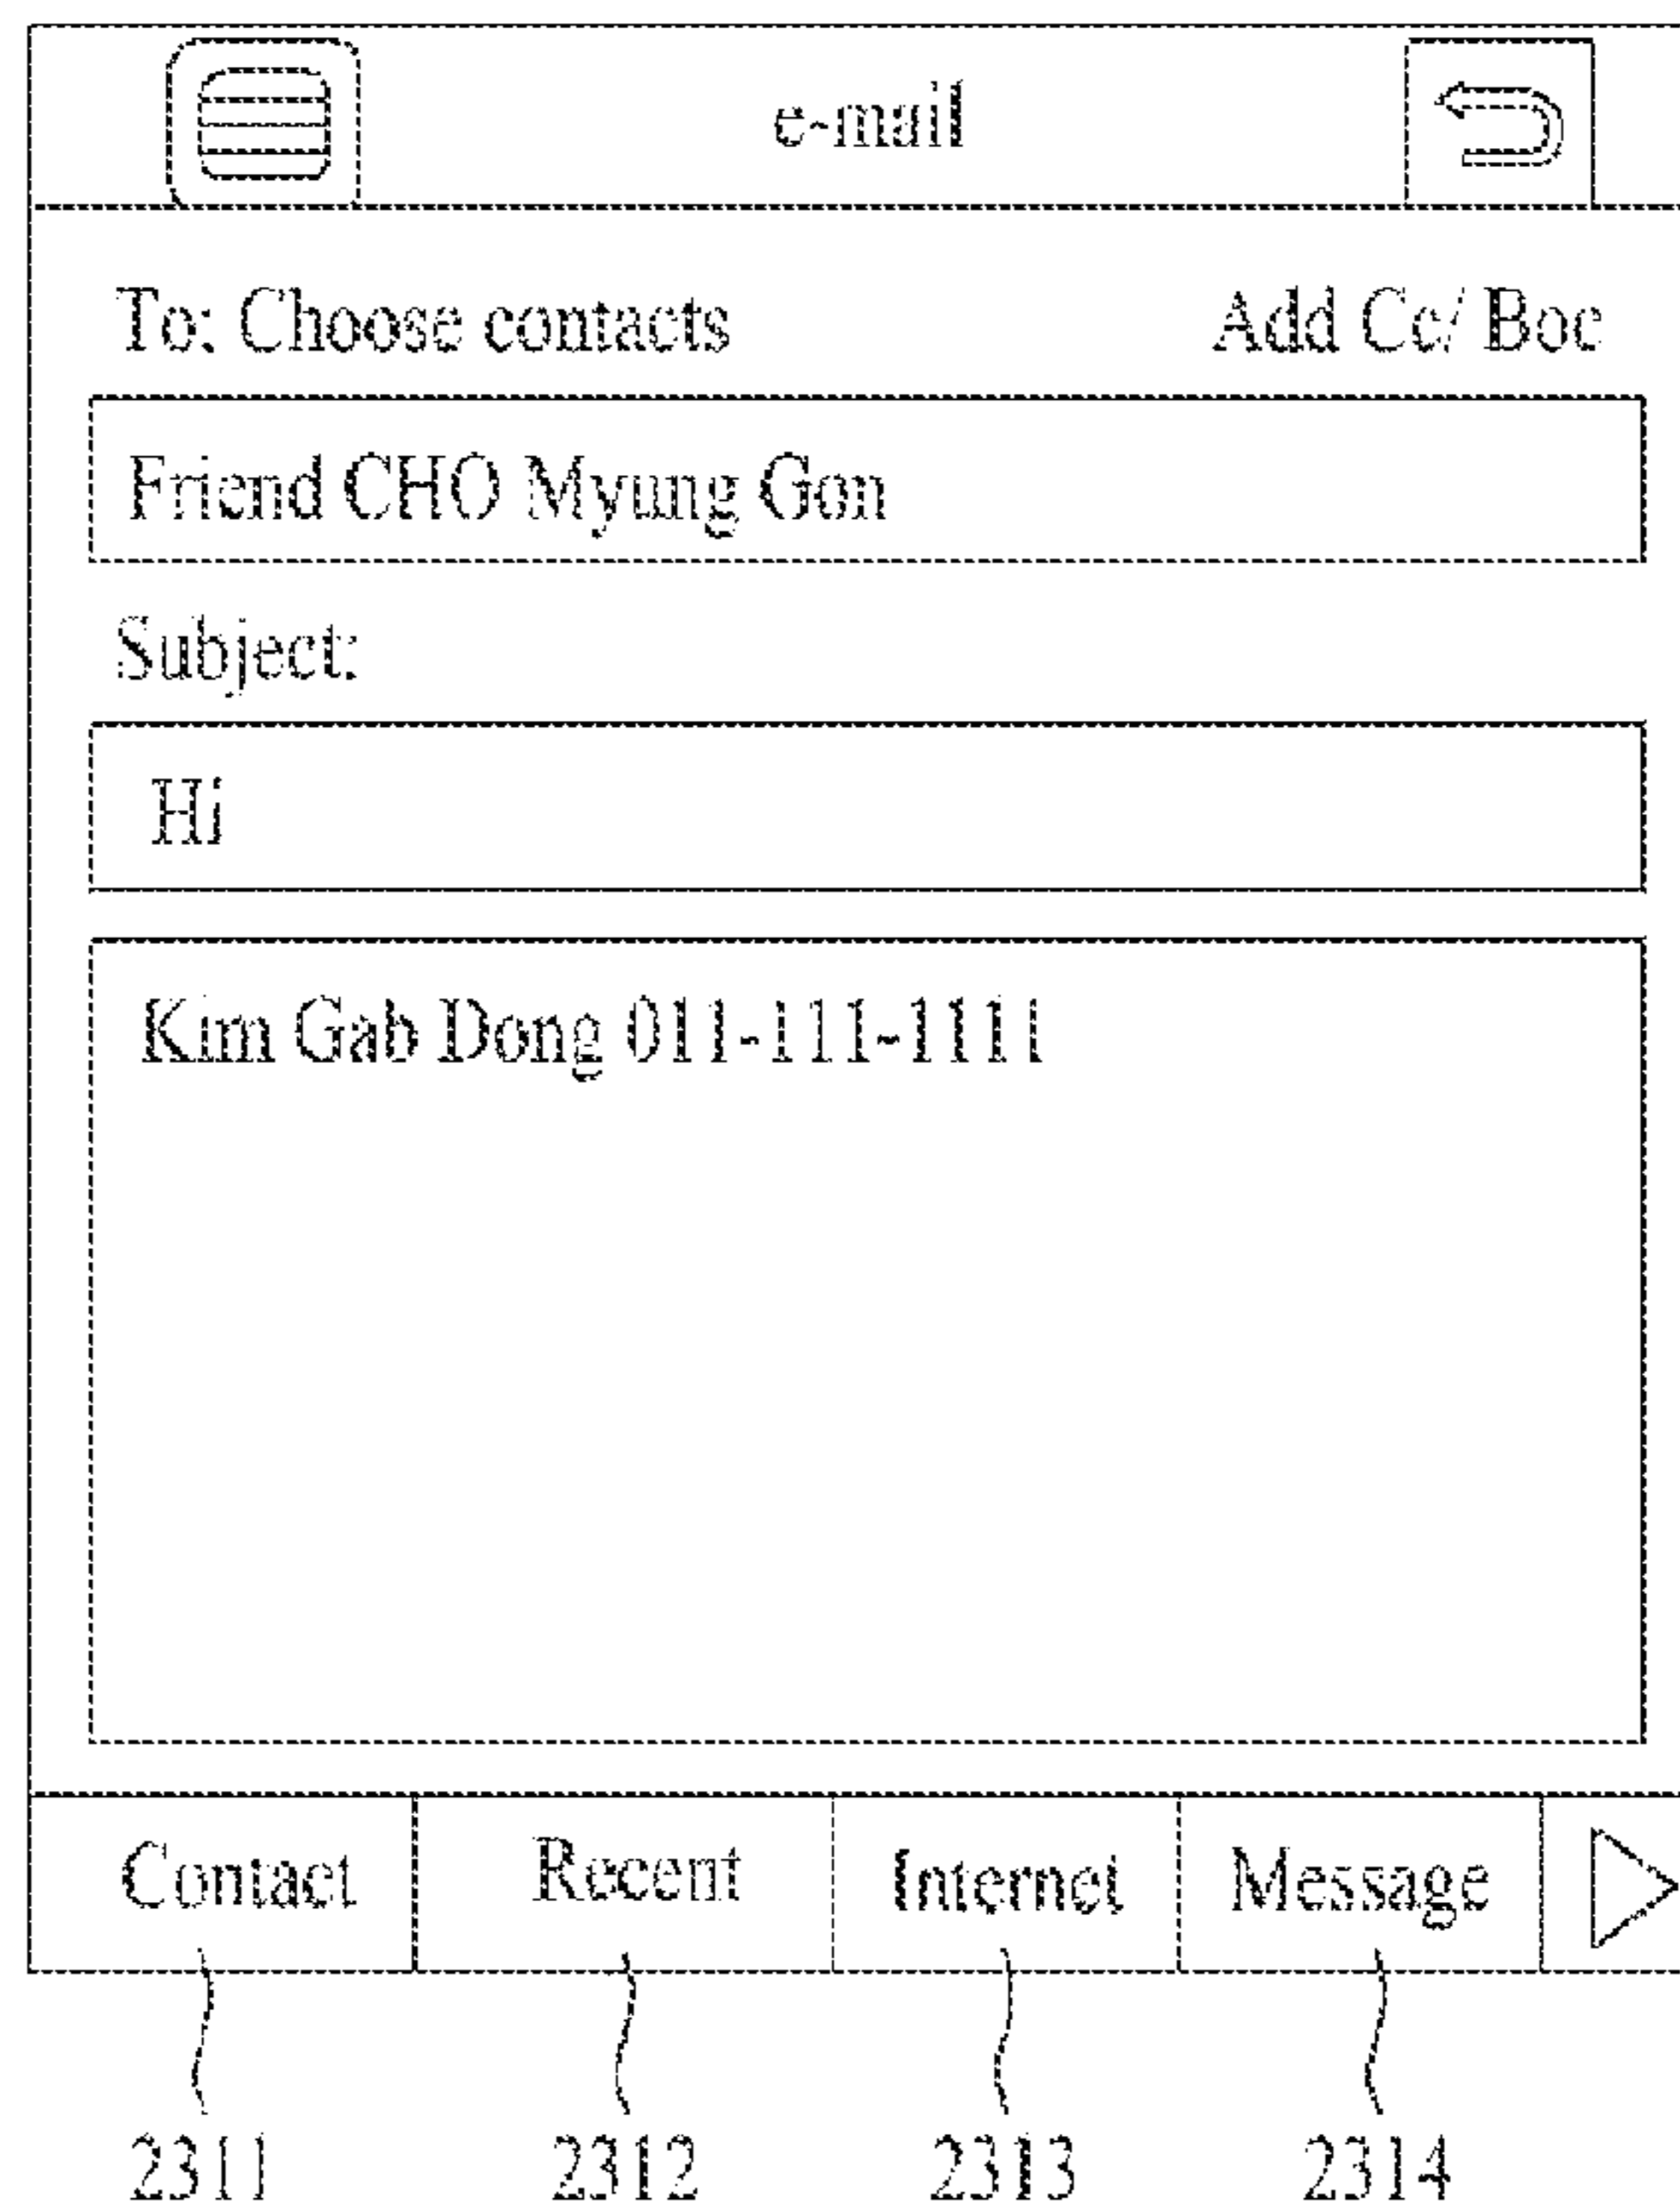 e-mail
To: Choose contacts Add Cc/ Bcc
Friend CHO Myung Gon
Subject:
Hi
Kim Gab Dong 011-111-1111
Contact Recent Internet Message
2311 2312 2313 2314